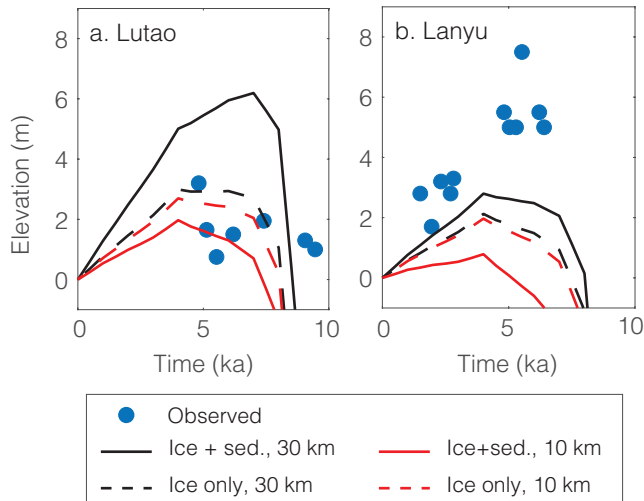 8
6
4
2
0
Elevation (m)
a. Lutao
0
5
10
Time (ka)
8
6
4
2
0
b. Lanyu
0
5
10
Time (ka)
Observed
Ice + sed., 30 km
Ice only, 30 km
Ice+sed., 10 km
Ice only, 10 km